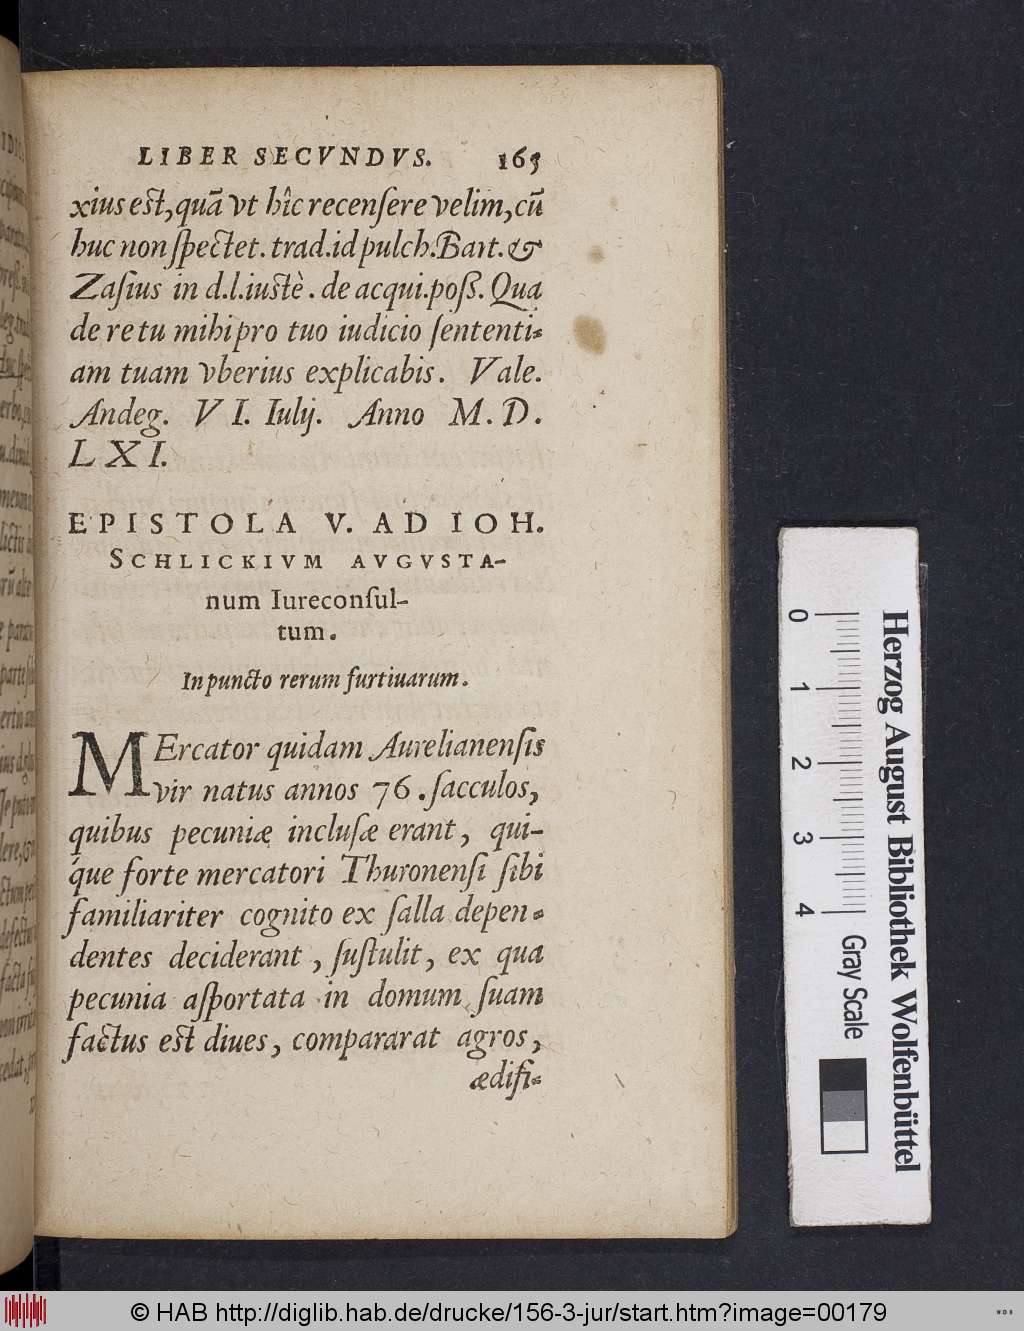 LIBER SECVNDVS. 165
xius est, quã vt hîc recensere velim, cũ
huc non spectet. trad. id pulch. Bart. &
Zasius in d. l. iustè. de acqui. poss. Qua
de re tu mihi pro tuo iudicio sententi-
am tuam vberius explicabis. Vale.
Andeg. VI. Iulij. Anno M. D.
LXI.
EPISTOLA V. AD IOH.
SCHLICKIVM AVGVSTA-
num Iureconsul-
tum.
In puncto rerum furtiuarum.
MErcator quidam Aurelianensis
vir natus annos 76. sacculos,
quibus pecuniæ inclusæ erant, qui-
que forte mercatori Thuronensi sibi
familiariter cognito ex salla depen-
dentes deciderant, sustulit, ex qua
pecunia asportata in domum suam
factus est diues, compararat agros,
ædifi-
0 1 2 3 4
Gray Scale
Herzog August Bibliothek Wolfenbüttel
© HAB http://diglib.hab.de/drucke/156-3-jur/start.htm?image=00179